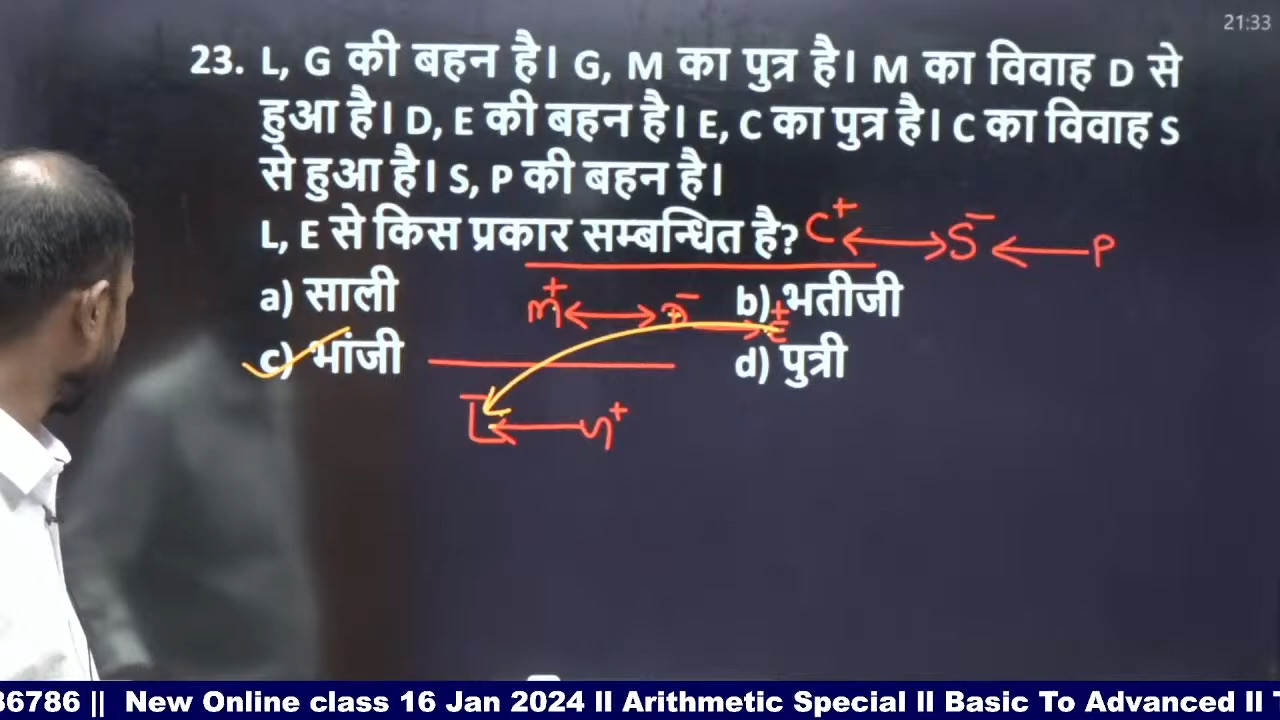 21:33
23. L, G की बहन है। G, M का पुत्र है। M का विवाह D से
हुआ है। D, E की बहन है। E, C का पुत्र है। C का विवाह S
से हुआ है। S, P की बहन है।
L, E से किस प्रकार सम्बन्धित है?
C+ ↔ S− ← P
a) साली
b) भतीजी
m+ ↔ D− → E+
c) भांजी
d) पुत्री
L− ← G+
36786 || New Online class 16 Jan 2024 II Arithmetic Special II Basic To Advanced II